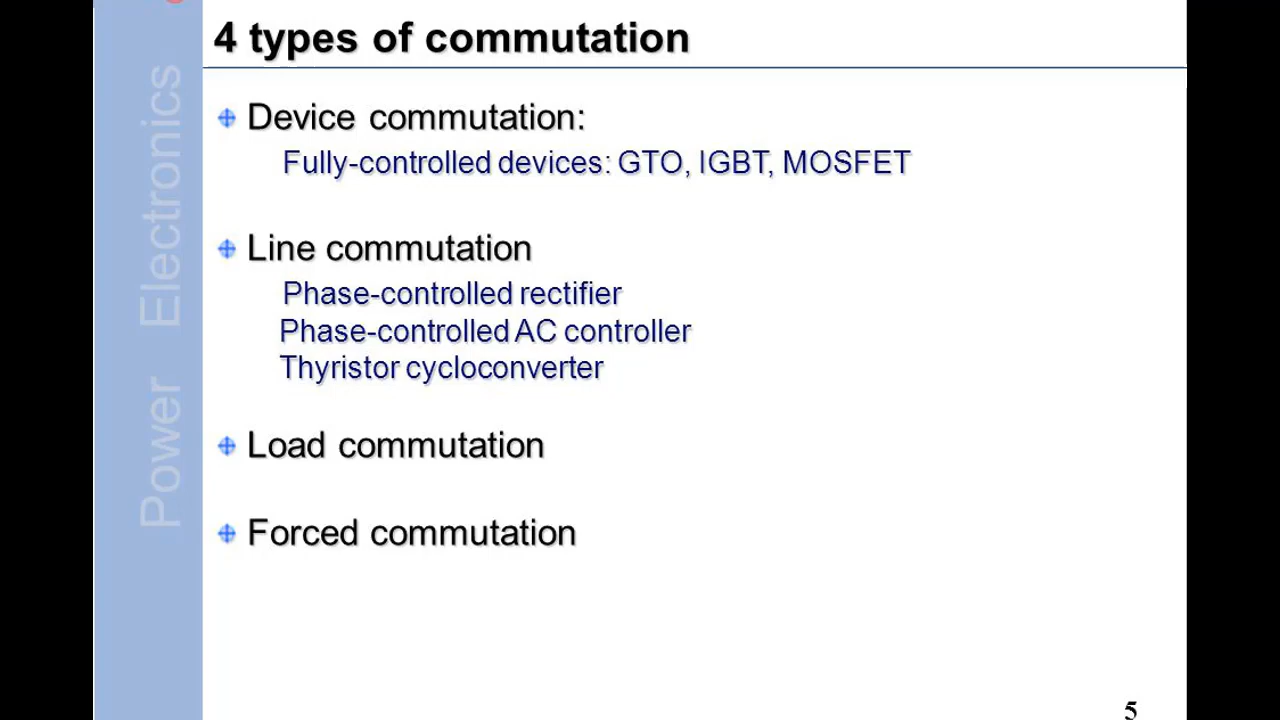 4 types of commutation
Device commutation:
Fully-controlled devices: GTO, IGBT, MOSFET
Line commutation
Phase-controlled rectifier
Phase-controlled AC controller
Thyristor cycloconverter
Load commutation
Forced commutation
Power Electronics
5